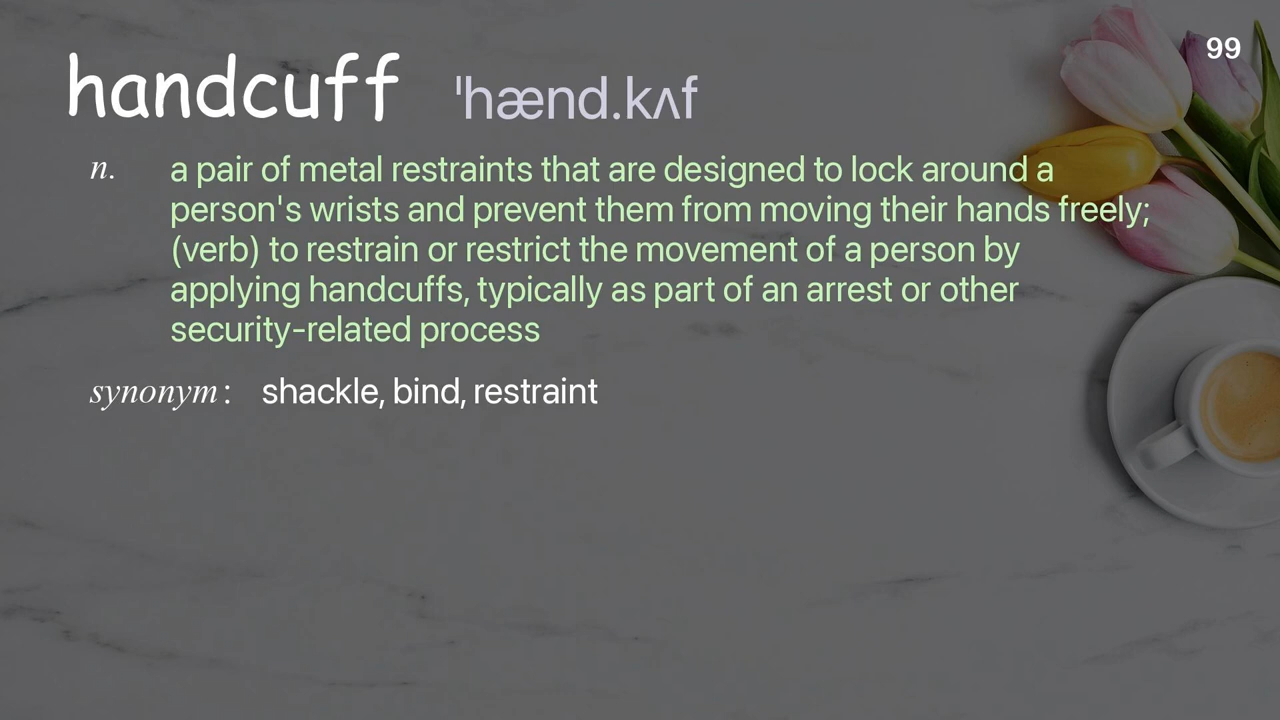 99
handcuff ˈhænd.kʌf
n. a pair of metal restraints that are designed to lock around a
person's wrists and prevent them from moving their hands freely;
(verb) to restrain or restrict the movement of a person by
applying handcuffs, typically as part of an arrest or other
security-related process
synonym: shackle, bind, restraint